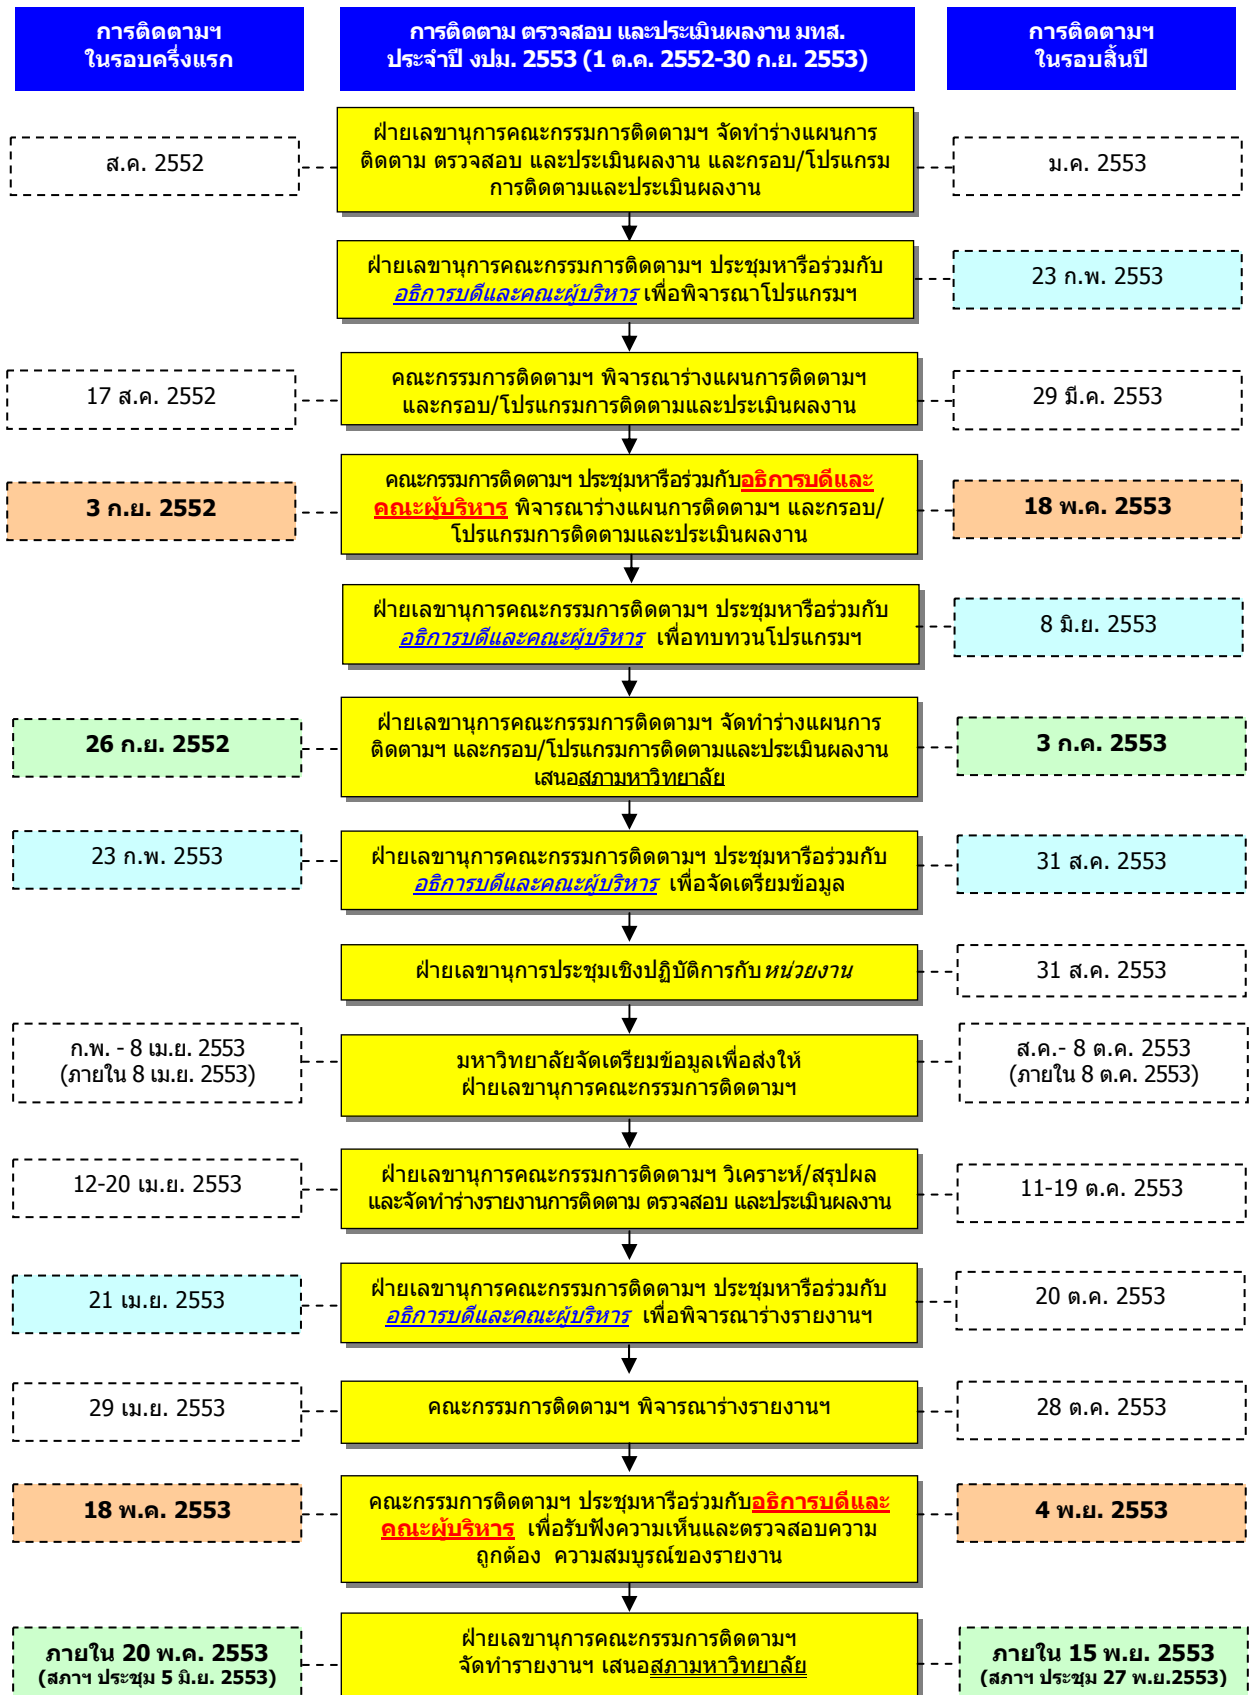 การติดตามฯ
ในรอบครึ่งแรก
การติดตาม ตรวจสอบ และประเมินผลงาน มทส.
ประจำปี งปม. 2553 (1 ต.ค. 2552-30 ก.ย. 2553)
การติดตามฯ
ในรอบสิ้นปี
ส.ค. 2552
ฝ่ายเลขานุการคณะกรรมการติดตามฯ จัดทำร่างแผนการ
ติดตาม ตรวจสอบ และประเมินผลงาน และกรอบ/โปรแกรม
การติดตามและประเมินผลงาน
ม.ค. 2553
ฝ่ายเลขานุการคณะกรรมการติดตามฯ ประชุมหารือร่วมกับ
อธิการบดีและคณะผู้บริหาร เพื่อพิจารณาโปรแกรมฯ
23 ก.พ. 2553
17 ส.ค. 2552
คณะกรรมการติดตามฯ พิจารณาร่างแผนการติดตามฯ
และกรอบ/โปรแกรมการติดตามและประเมินผลงาน
29 มี.ค. 2553
3 ก.ย. 2552
คณะกรรมการติดตามฯ ประชุมหารือร่วมกับอธิการบดีและ
คณะผู้บริหาร พิจารณาร่างแผนการติดตามฯ และกรอบ/
โปรแกรมการติดตามและประเมินผลงาน
18 พ.ค. 2553
ฝ่ายเลขานุการคณะกรรมการติดตามฯ ประชุมหารือร่วมกับ
อธิการบดีและคณะผู้บริหาร เพื่อทบทวนโปรแกรมฯ
8 มิ.ย. 2553
26 ก.ย. 2552
ฝ่ายเลขานุการคณะกรรมการติดตามฯ จัดทำร่างแผนการ
ติดตามฯ และกรอบ/โปรแกรมการติดตามและประเมินผลงาน
เสนอสภามหาวิทยาลัย
3 ก.ค. 2553
23 ก.พ. 2553
ฝ่ายเลขานุการคณะกรรมการติดตามฯ ประชุมหารือร่วมกับ
อธิการบดีและคณะผู้บริหาร เพื่อจัดเตรียมข้อมูล
31 ส.ค. 2553
ฝ่ายเลขานุการประชุมเชิงปฏิบัติการกับหน่วยงาน
31 ส.ค. 2553
ก.พ. - 8 เม.ย. 2553
(ภายใน 8 เม.ย. 2553)
มหาวิทยาลัยจัดเตรียมข้อมูลเพื่อส่งให้
ฝ่ายเลขานุการคณะกรรมการติดตามฯ
ส.ค.- 8 ต.ค. 2553
(ภายใน 8 ต.ค. 2553)
12-20 เม.ย. 2553
ฝ่ายเลขานุการคณะกรรมการติดตามฯ วิเคราะห์/สรุปผล
และจัดทำร่างรายงานการติดตาม ตรวจสอบ และประเมินผลงาน
11-19 ต.ค. 2553
21 เม.ย. 2553
ฝ่ายเลขานุการคณะกรรมการติดตามฯ ประชุมหารือร่วมกับ
อธิการบดีและคณะผู้บริหาร เพื่อพิจารณาร่างรายงานฯ
20 ต.ค. 2553
29 เม.ย. 2553
คณะกรรมการติดตามฯ พิจารณาร่างรายงานฯ
28 ต.ค. 2553
18 พ.ค. 2553
คณะกรรมการติดตามฯ ประชุมหารือร่วมกับอธิการบดีและ
คณะผู้บริหาร เพื่อรับฟังความเห็นและตรวจสอบความ
ถูกต้อง ความสมบูรณ์ของรายงาน
4 พ.ย. 2553
ภายใน 20 พ.ค. 2553
(สภาฯ ประชุม 5 มิ.ย. 2553)
ฝ่ายเลขานุการคณะกรรมการติดตามฯ
จัดทำรายงานฯ เสนอสภามหาวิทยาลัย
ภายใน 15 พ.ย. 2553
(สภาฯ ประชุม 27 พ.ย.2553)